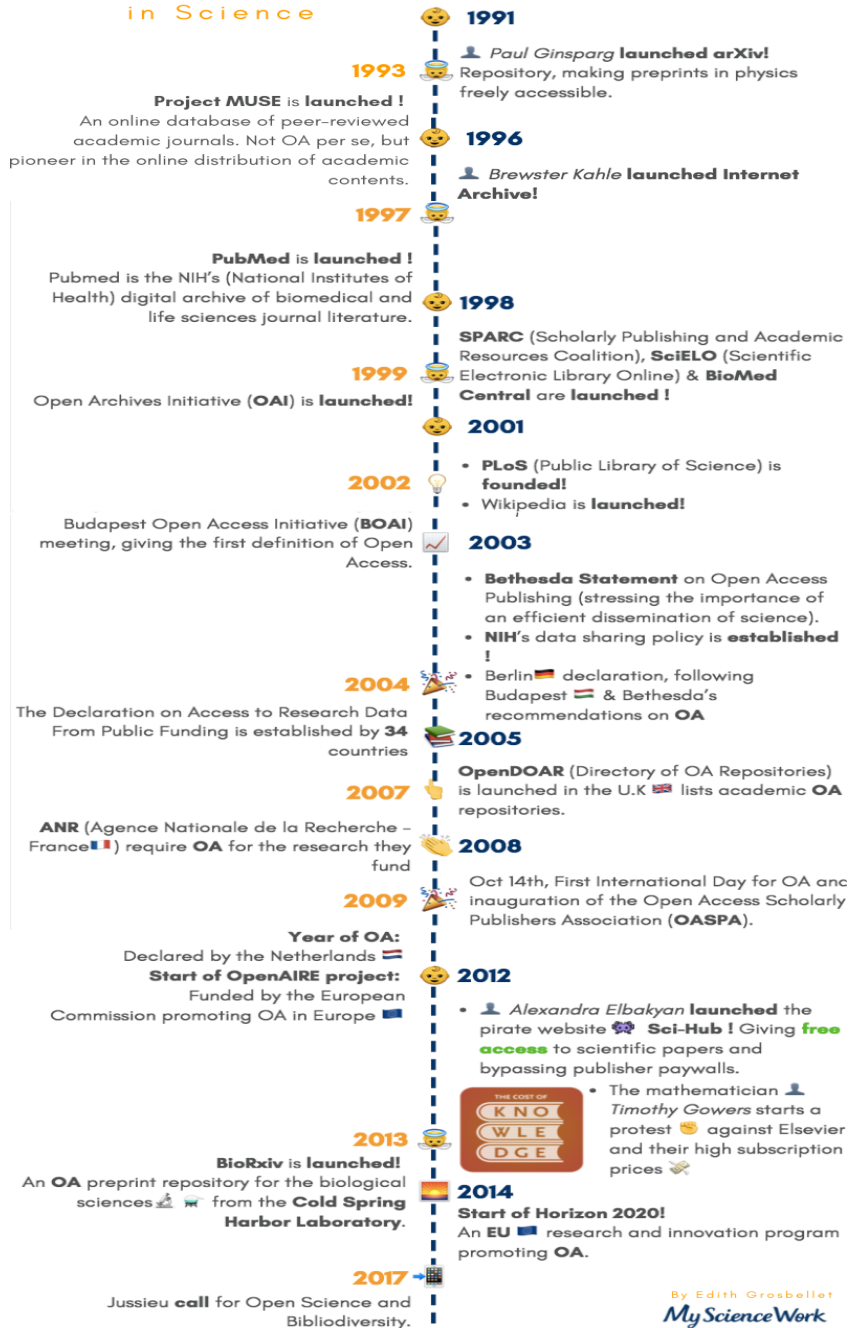 in Science
1991
Paul Ginsparg launched arXiv!
Repository, making preprints in physics
freely accessible.
1993
Project MUSE is launched !
An online database of peer-reviewed
academic journals. Not OA per se, but
pioneer in the online distribution of academic
contents.
1996
Brewster Kahle launched Internet
Archive!
1997
PubMed is launched !
Pubmed is the NIH's (National Institutes of
Health) digital archive of biomedical and
life sciences journal literature.
1998
SPARC (Scholarly Publishing and Academic
Resources Coalition), SciELO (Scientific
Electronic Library Online) & BioMed
Central are launched !
1999
Open Archives Initiative (OAI) is launched!
2001
• PLoS (Public Library of Science) is
founded!
• Wikipedia is launched!
2002
Budapest Open Access Initiative (BOAI)
meeting, giving the first definition of Open
Access.
2003
• Bethesda Statement on Open Access
Publishing (stressing the importance of
an efficient dissemination of science).
• NIH's data sharing policy is established
!
• Berlin declaration, following
Budapest & Bethesda's
recommendations on OA
2004
The Declaration on Access to Research Data
From Public Funding is established by 34
countries
2005
OpenDOAR (Directory of OA Repositories)
is launched in the U.K lists academic OA
repositories.
2007
ANR (Agence Nationale de la Recherche –
France) require OA for the research they
fund
2008
Oct 14th, First International Day for OA and
inauguration of the Open Access Scholarly
Publishers Association (OASPA).
2009
Year of OA:
Declared by the Netherlands
Start of OpenAIRE project:
Funded by the European
Commission promoting OA in Europe
2012
• Alexandra Elbakyan launched the
pirate website Sci-Hub ! Giving free
access to scientific papers and
bypassing publisher paywalls.
THE COST OF
KNO
WLE
DGE
• The mathematician
Timothy Gowers starts a
protest against Elsevier
and their high subscription
prices
2013
BioRxiv is launched!
An OA preprint repository for the biological
sciences from the Cold Spring
Harbor Laboratory.
2014
Start of Horizon 2020!
An EU research and innovation program
promoting OA.
2017
Jussieu call for Open Science and
Bibliodiversity.
By Edith Grosbellet
MyScienceWork